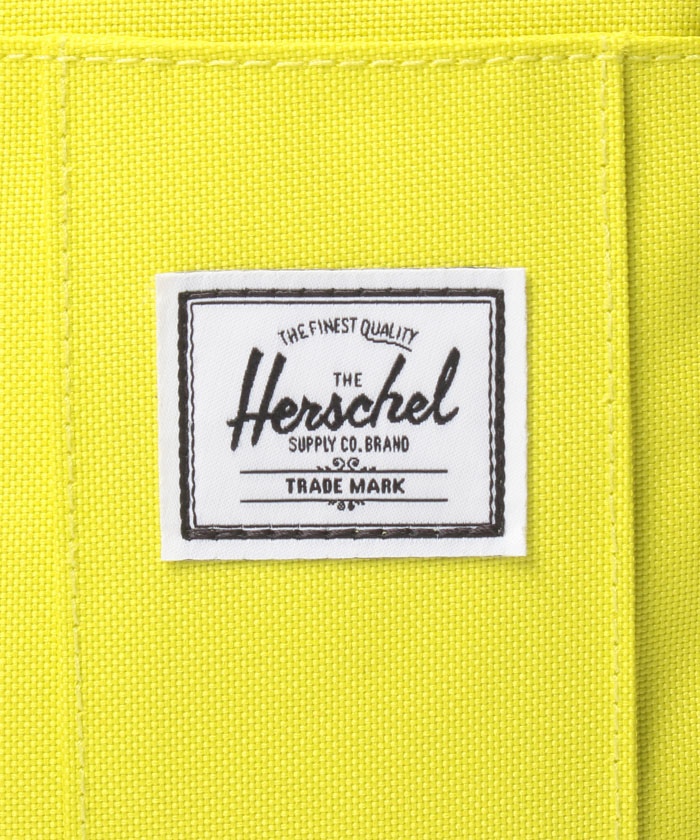 THE FINEST QUALITY
THE
Herschel
SUPPLY CO. BRAND
TRADE MARK